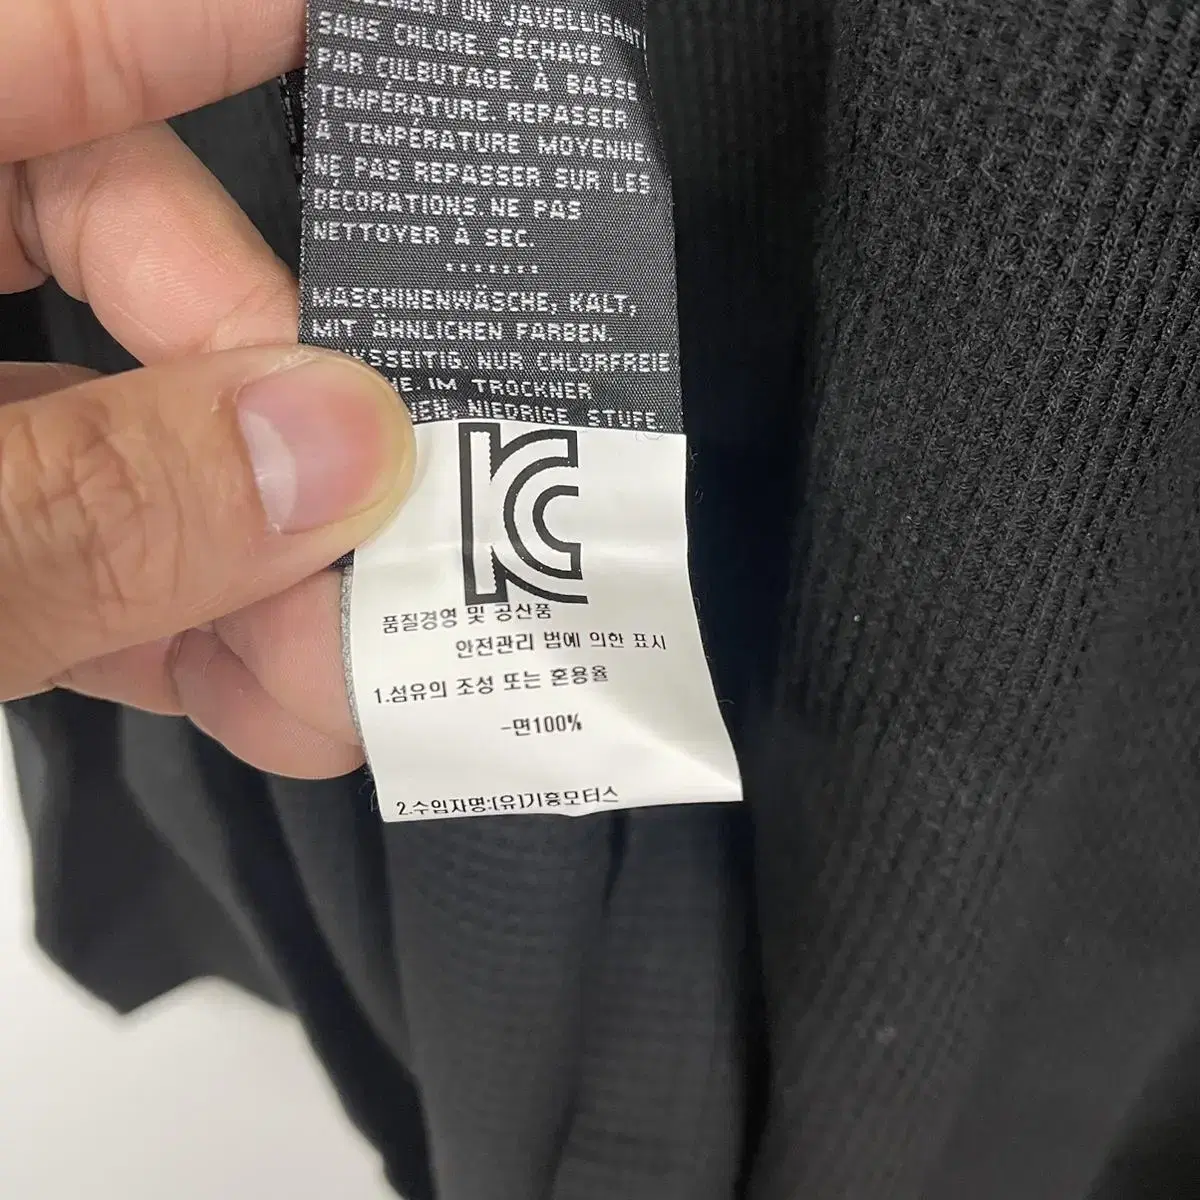 UN JAVELLISANT
SANS CHLORE. SÉCHAGE
PAR CULBUTAGE. À BASSE
TEMPÉRATURE. REPASSER
À TEMPÉRATURE MOYENNE.
NE PAS REPASSER SUR LES
DÉCORATIONS. NE PAS
NETTOYER À SEC.
.......
MASCHINENWÄSCHE, KALT,
MIT ÄHNLICHEN FARBEN.
NUR CHLORFREIE
IM TROCKNER
NIEDRIGE STUFE
KC
품질경영 및 공산품
안전관리 법에 의한 표시
1.섬유의 조성 또는 혼용율
-면100%
2.수입자명:(유)기흥모터스